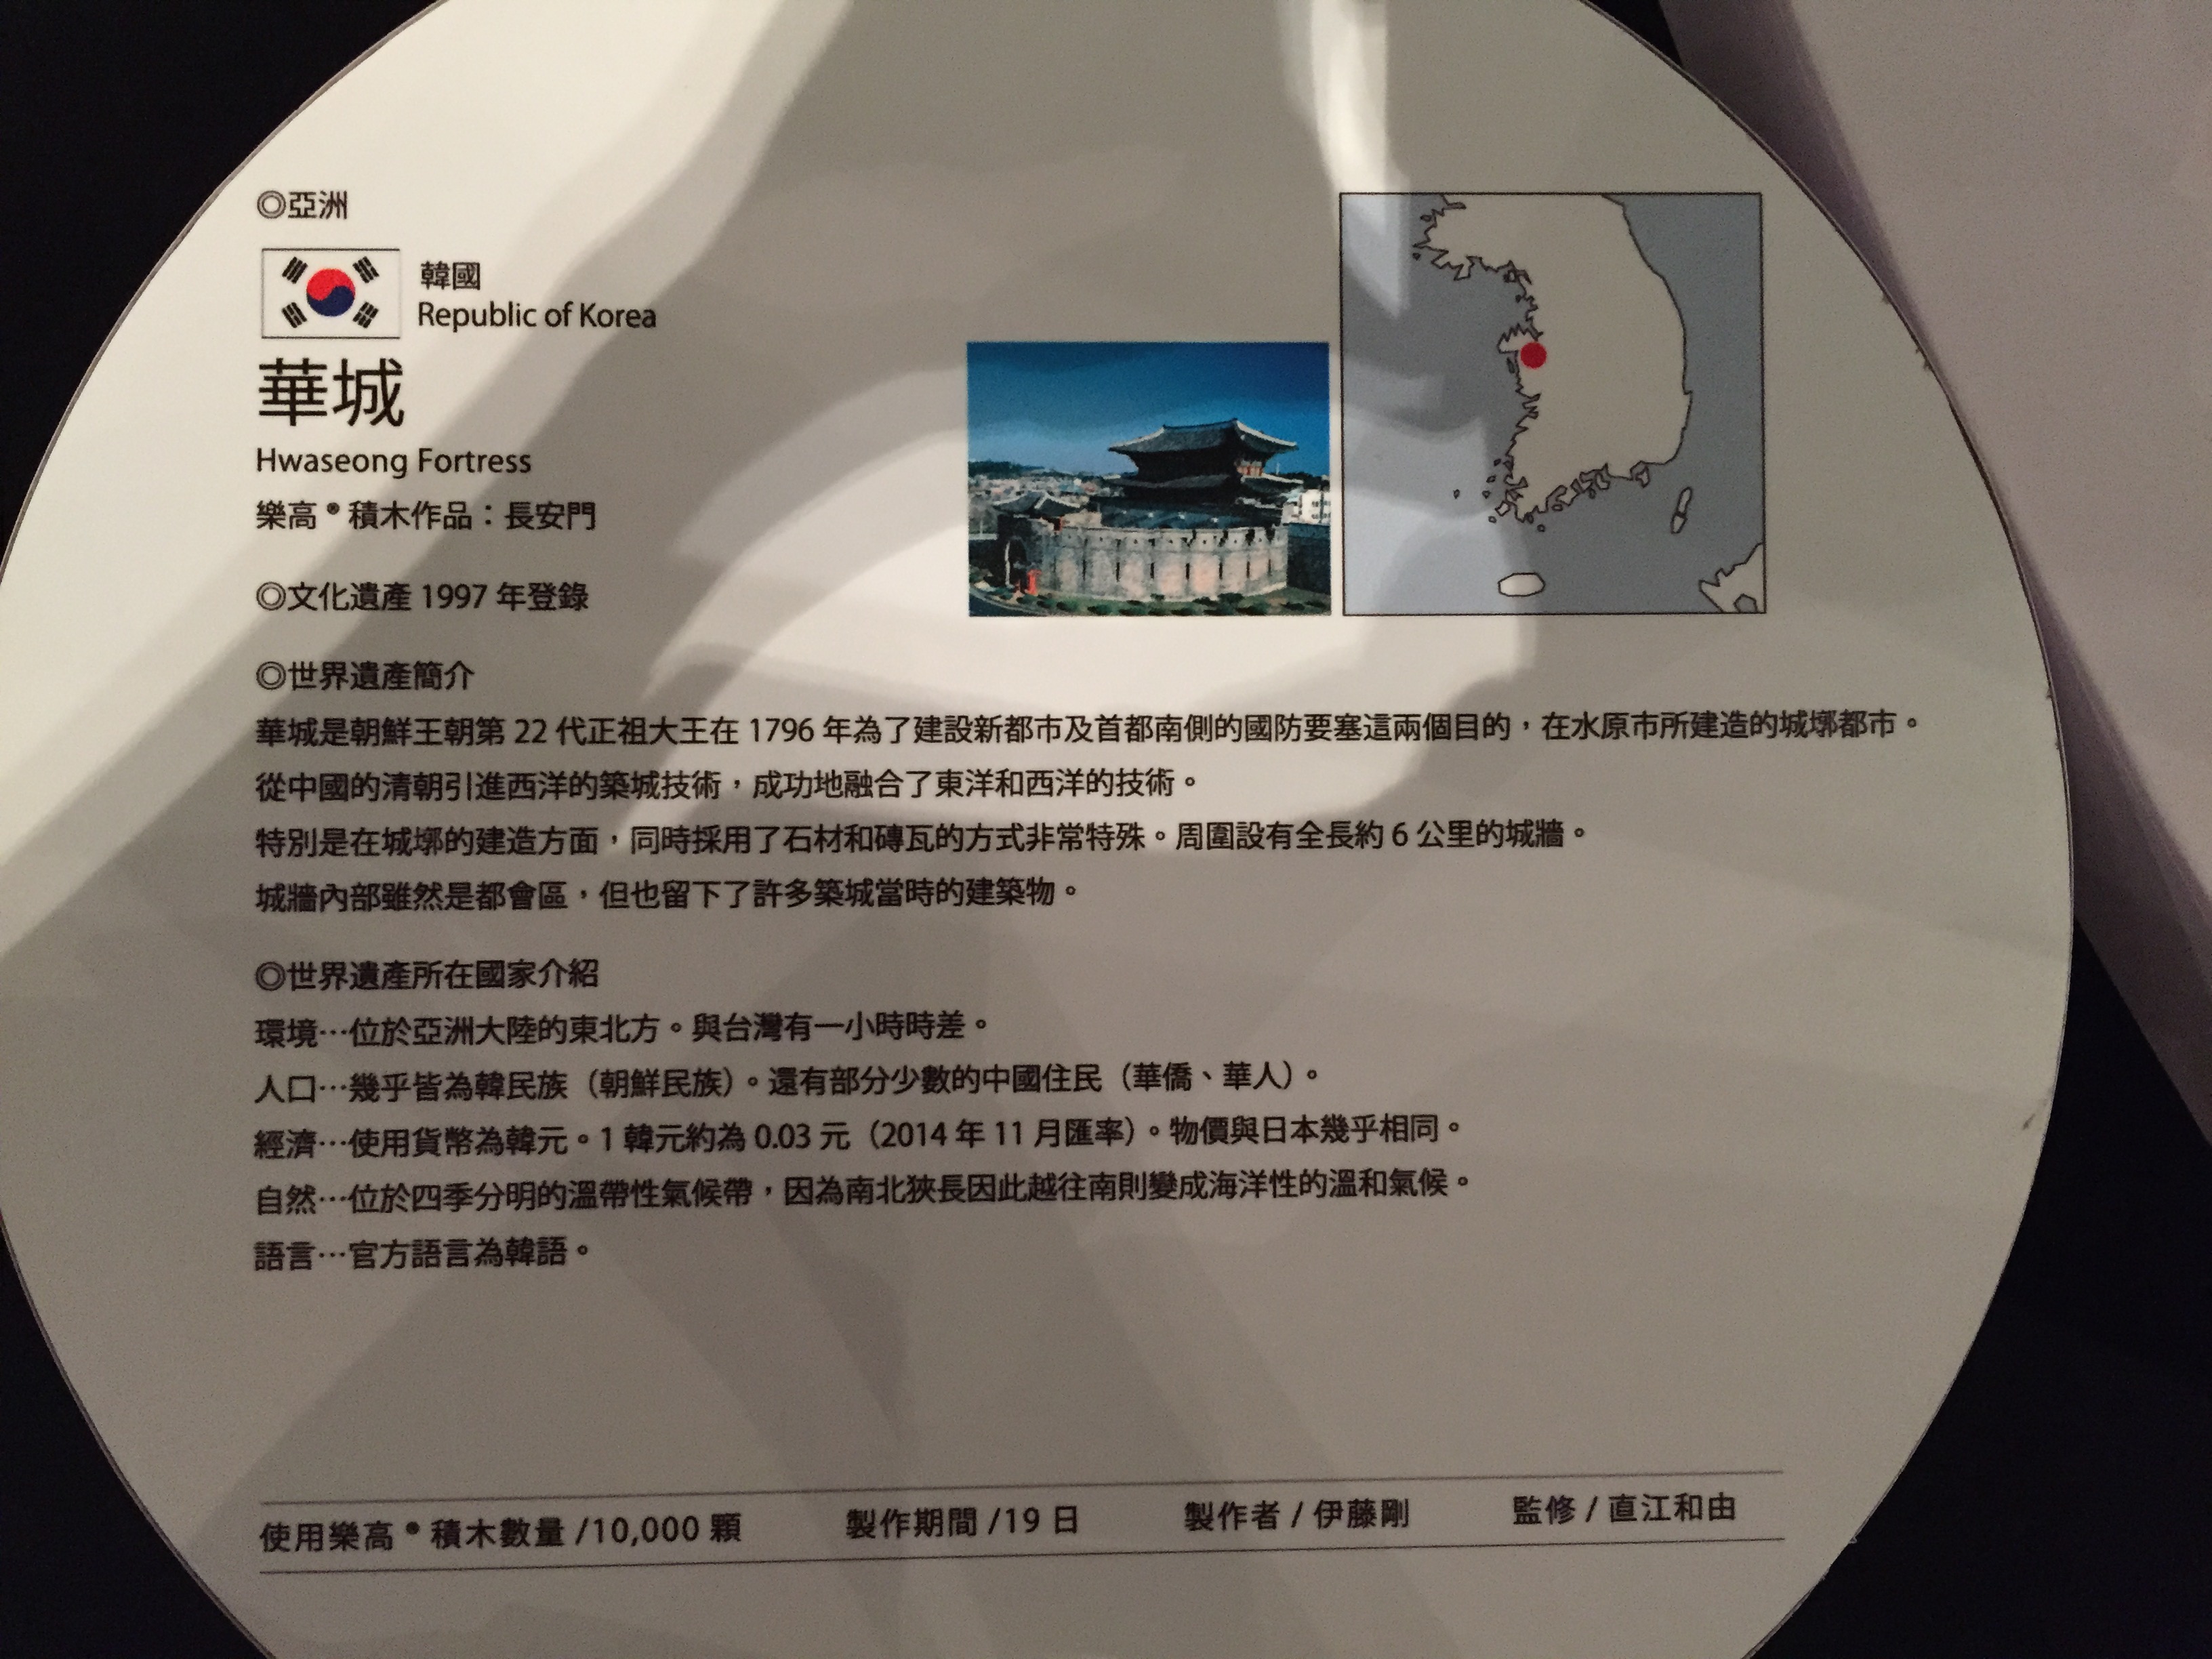 ◎亞洲
韓國
Republic of Korea
華城
Hwaseong Fortress
樂高®積木作品：長安門
◎文化遺產 1997 年登錄
◎世界遺產簡介
華城是朝鮮王朝第 22 代正祖大王在 1796 年為了建設新都市及首都南側的國防要塞這兩個目的，在水原市所建造的城墎都市。
從中國的清朝引進西洋的築城技術，成功地融合了東洋和西洋的技術。
特別是在城墎的建造方面，同時採用了石材和磚瓦的方式非常特殊。周圍設有全長約 6 公里的城牆。
城牆內部雖然是都會區，但也留下了許多築城當時的建築物。
◎世界遺產所在國家介紹
環境…位於亞洲大陸的東北方。與台灣有一小時時差。
人口…幾乎皆為韓民族（朝鮮民族）。還有部分少數的中國住民（華僑、華人）。
經濟…使用貨幣為韓元。1 韓元約為 0.03 元（2014 年 11 月匯率）。物價與日本幾乎相同。
自然…位於四季分明的溫帶性氣候帶，因為南北狹長因此越往南則變成海洋性的溫和氣候。
語言…官方語言為韓語。
使用樂高®積木數量 /10,000 顆 製作期間 /19 日 製作者 / 伊藤剛 監修 / 直江和由